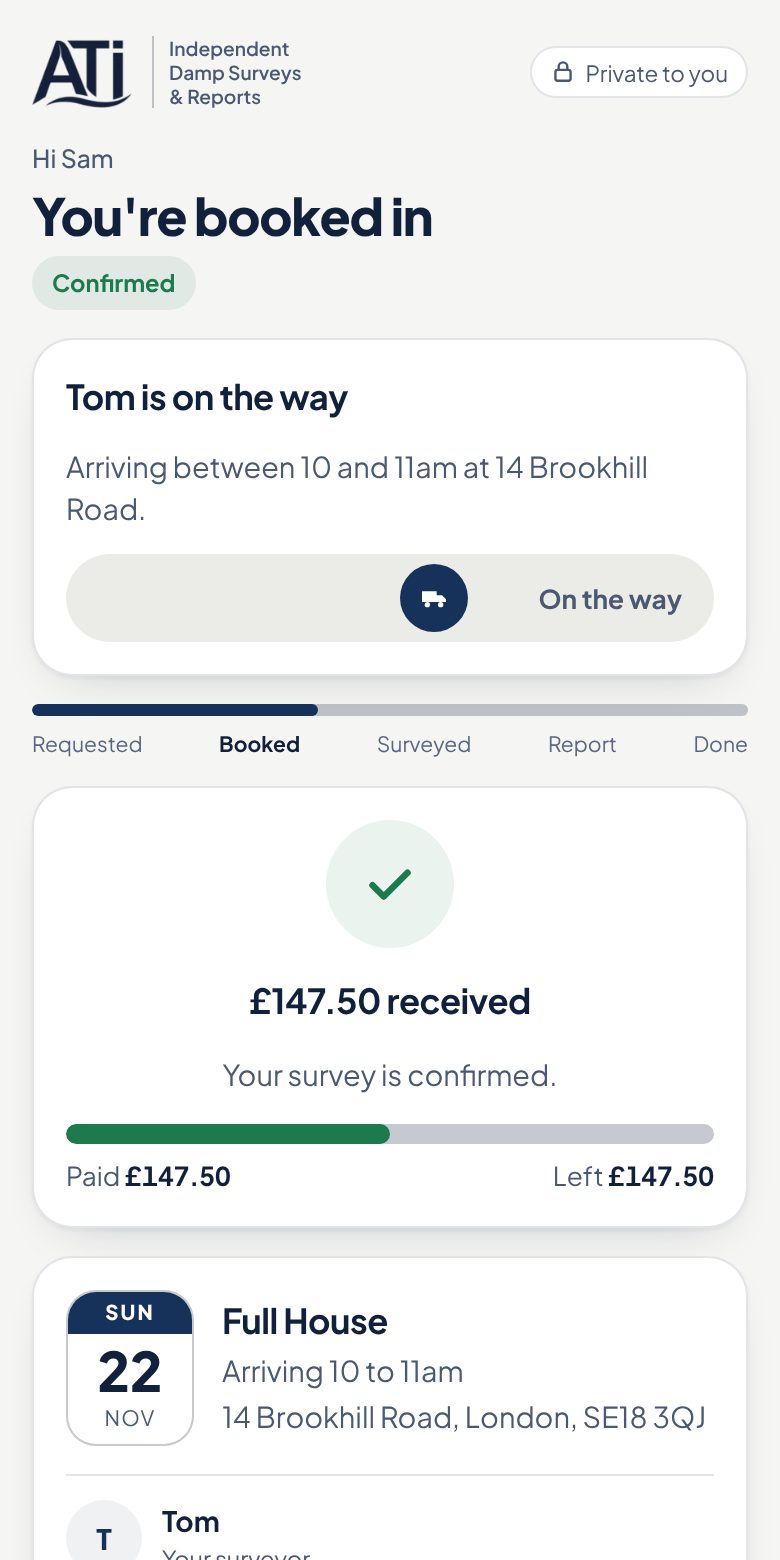 ATi
Independent
Damp Surveys
& Reports
Private to you
Hi Sam
You're booked in
Confirmed
Tom is on the way
Arriving between 10 and 11am at 14 Brookhill
Road.
On the way
Requested
Booked
Surveyed
Report
Done
£147.50 received
Your survey is confirmed.
Paid £147.50
Left £147.50
SUN
22
NOV
Full House
Arriving 10 to 11am
14 Brookhill Road, London, SE18 3QJ
T
Tom
Your surveyor